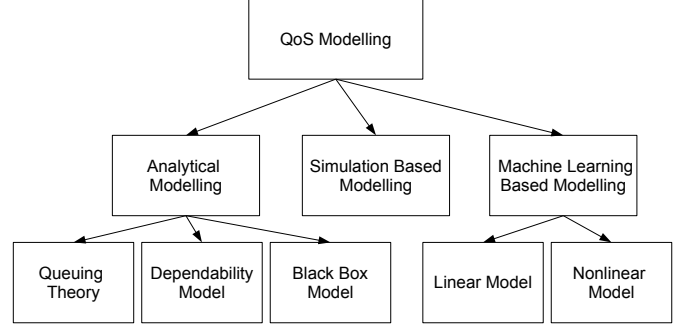 QoS Modelling
Analytical
Modelling
Simulation Based
Modelling
Machine Learning
Based Modelling
Queuing
Theory
Dependability
Model
Black Box
Model
Linear Model
Nonlinear
Model